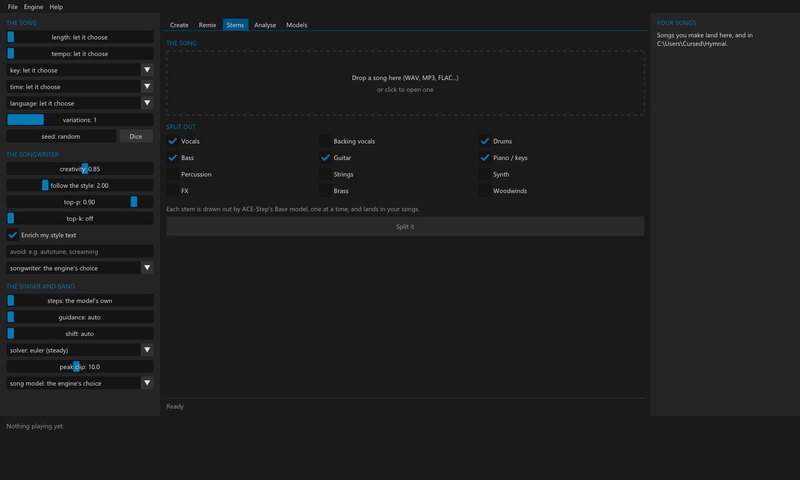 File Engine Help
THE SONG
length: let it choose
tempo: let it choose
key: let it choose
time: let it choose
language: let it choose
variations: 1
seed: random Dice
THE SONGWRITER
creativity: 0.85
follow the style: 2.00
top-p: 0.90
top-k: off
Enrich my style text
avoid: e.g. autotune, screaming
songwriter: the engine's choice
THE SINGER AND BAND
steps: the model's own
guidance: auto
shift: auto
solver: euler (steady)
peak clip: 10.0
song model: the engine's choice
Create Remix Stems Analyse Models
THE SONG
Drop a song here (WAV, MP3, FLAC...)
or click to open one
SPLIT OUT
Vocals Backing vocals Drums
Bass Guitar Piano / keys
Percussion Strings Synth
FX Brass Woodwinds
Each stem is drawn out by ACE-Step's Base model, one at a time, and lands in your songs.
Split it
Ready
YOUR SONGS
Songs you make land here, and in
C:\Users\Cursed\Hymnal.
Nothing playing yet.